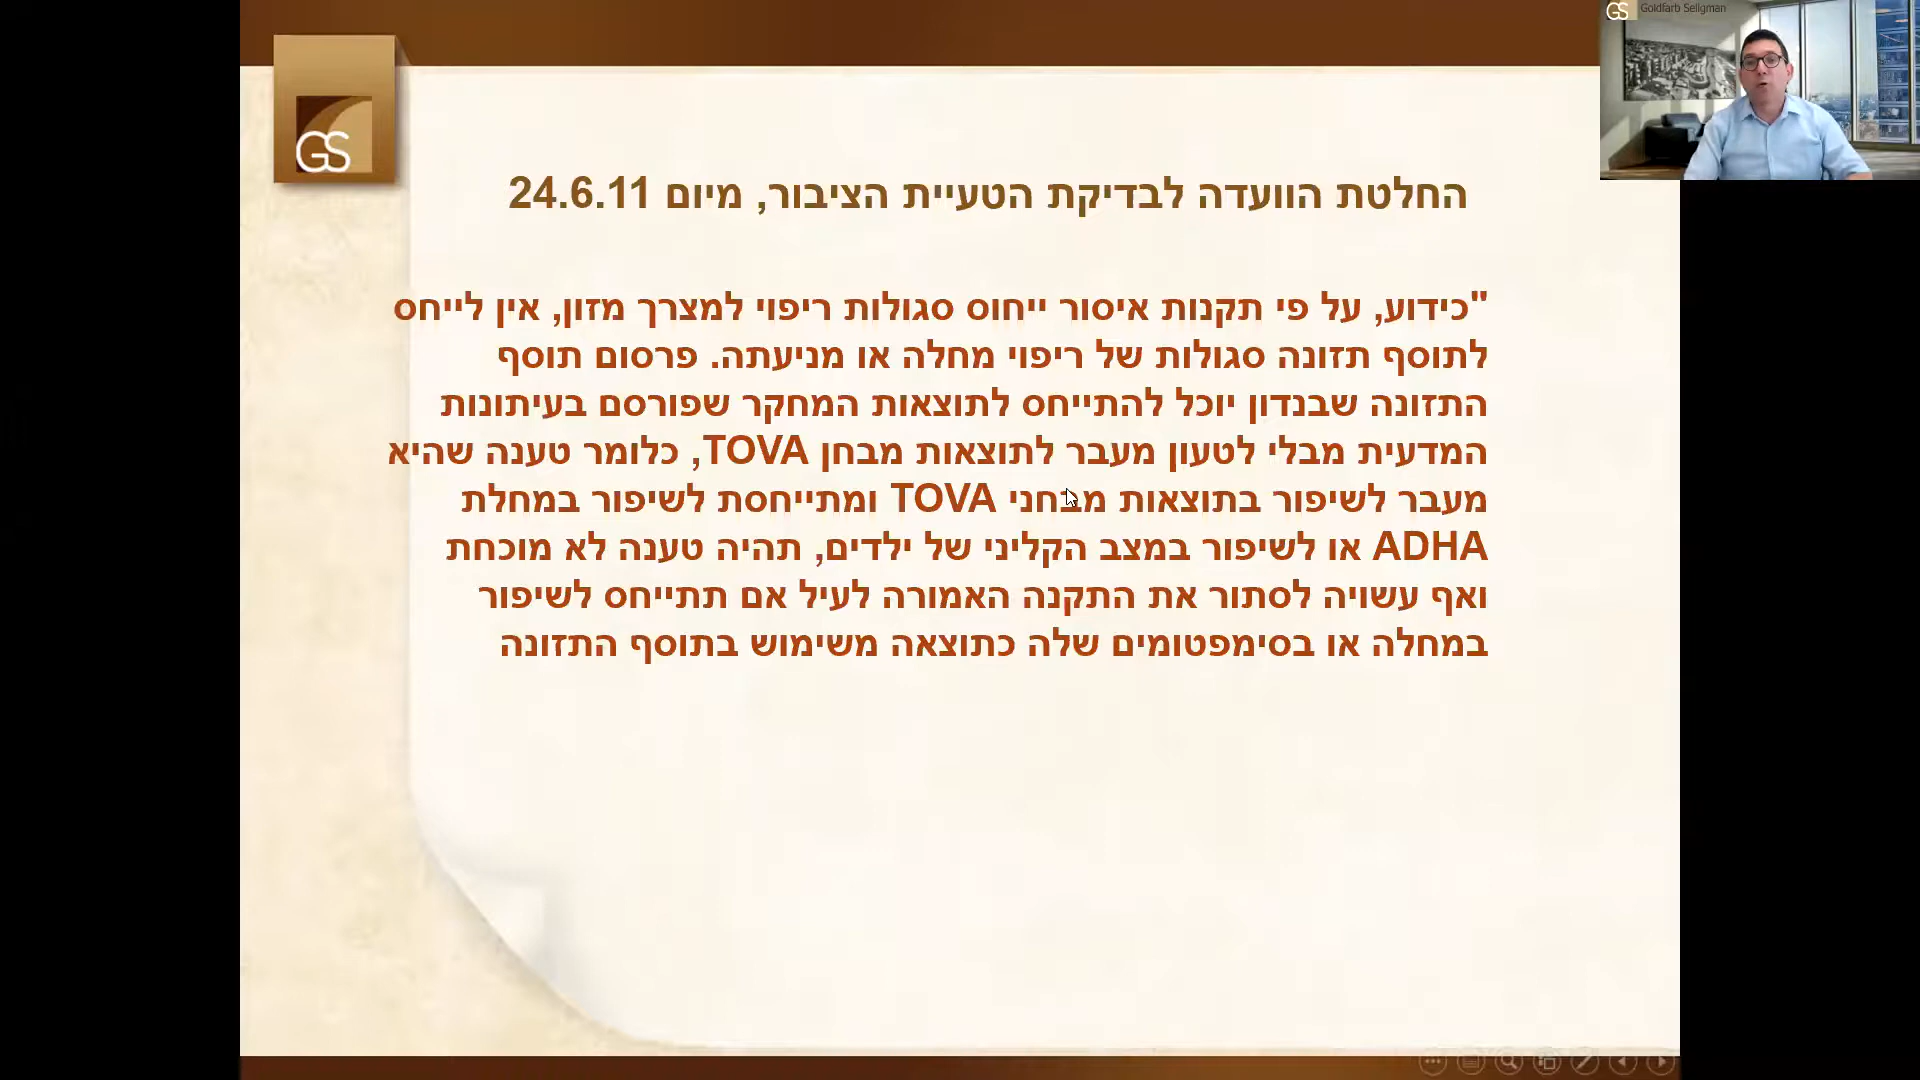 GS
GS Goldfarb Seligman
החלטת הוועדה לבדיקת הטעיית הציבור, מיום 24.6.11
"כידוע, על פי תקנות איסור ייחוס סגולות ריפוי למצרך מזון, אין לייחס
לתוסף תזונה סגולות של ריפוי מחלה או מניעתה. פרסום תוסף
התזונה שבנדון יוכל להתייחס לתוצאות המחקר שפורסם בעיתונות
המדעית מבלי לטעון מעבר לתוצאות מבחן TOVA, כלומר טענה שהיא
מעבר לשיפור בתוצאות מבחני TOVA ומתייחסת לשיפור במחלת
ADHA או לשיפור במצב הקליני של ילדים, תהיה טענה לא מוכחת
ואף עשויה לסתור את התקנה האמורה לעיל אם תתייחס לשיפור
במחלה או בסימפטומים שלה כתוצאה משימוש בתוסף התזונה